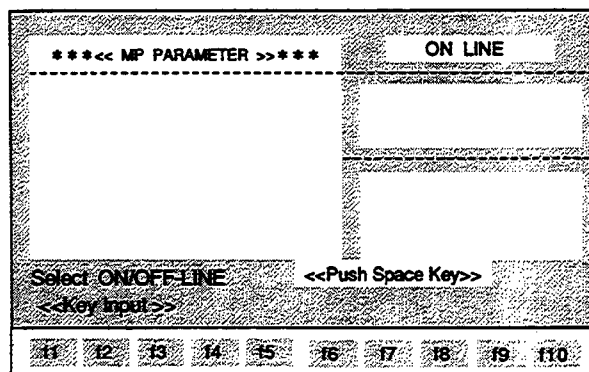 ***<< MP PARAMETER >>***
ON LINE
Select ON/OFF-LINE
<<Push Space Key>>
<<Key Input>>
f1 f2 f3 f4 f5 f6 f7 f8 f9 f10